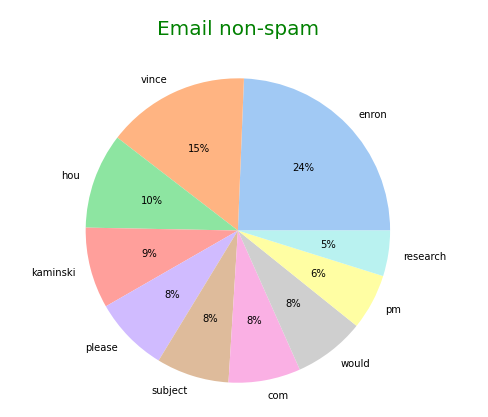 Email non-spam
vince
enron
15%
24%
hou
10%
5%
research
9%
6%
kaminski
8%
8%
pm
8%
8%
please
would
subject
com